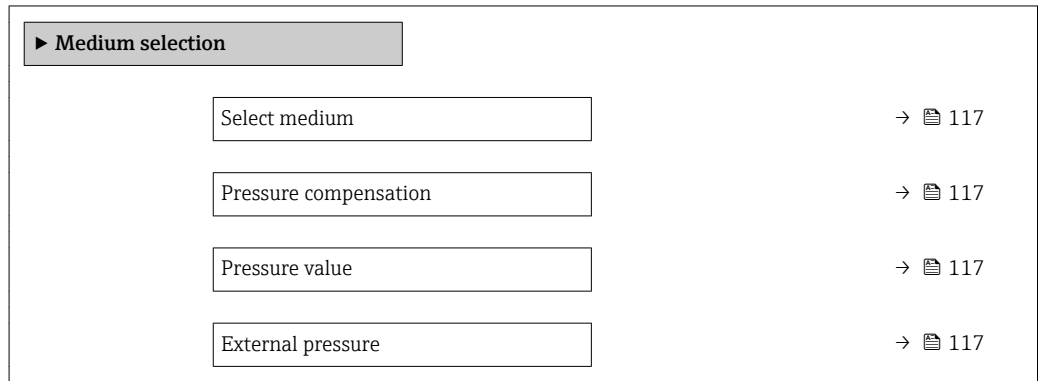 ▶ Medium selection
Select medium → 🖹 117
Pressure compensation → 🖹 117
Pressure value → 🖹 117
External pressure → 🖹 117